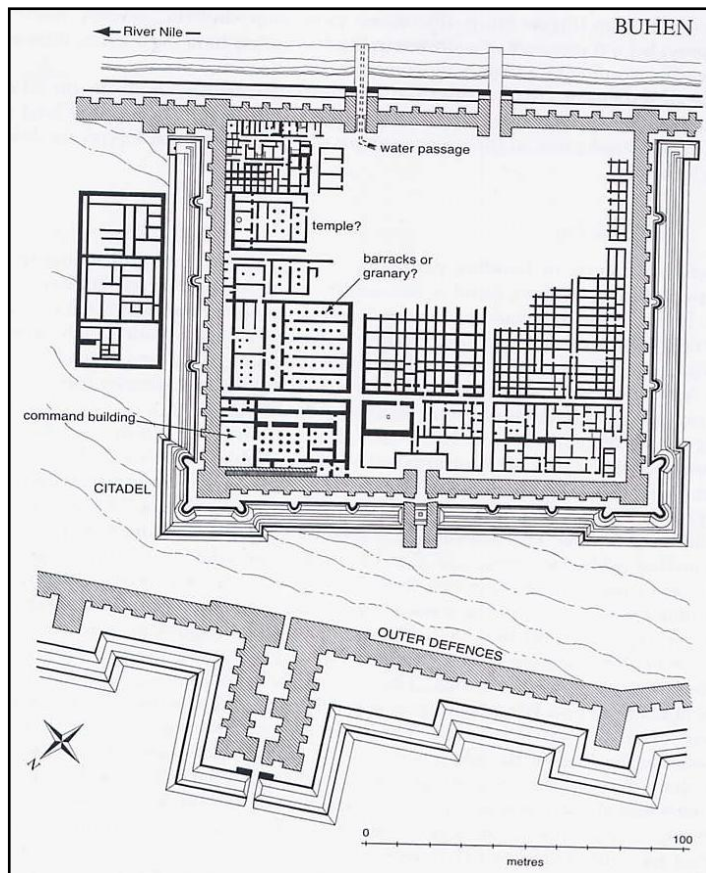 BUHEN
River Nile
water passage
temple?
barracks or
granary?
command building
CITADEL
OUTER DEFENCES
N
0 100
metres